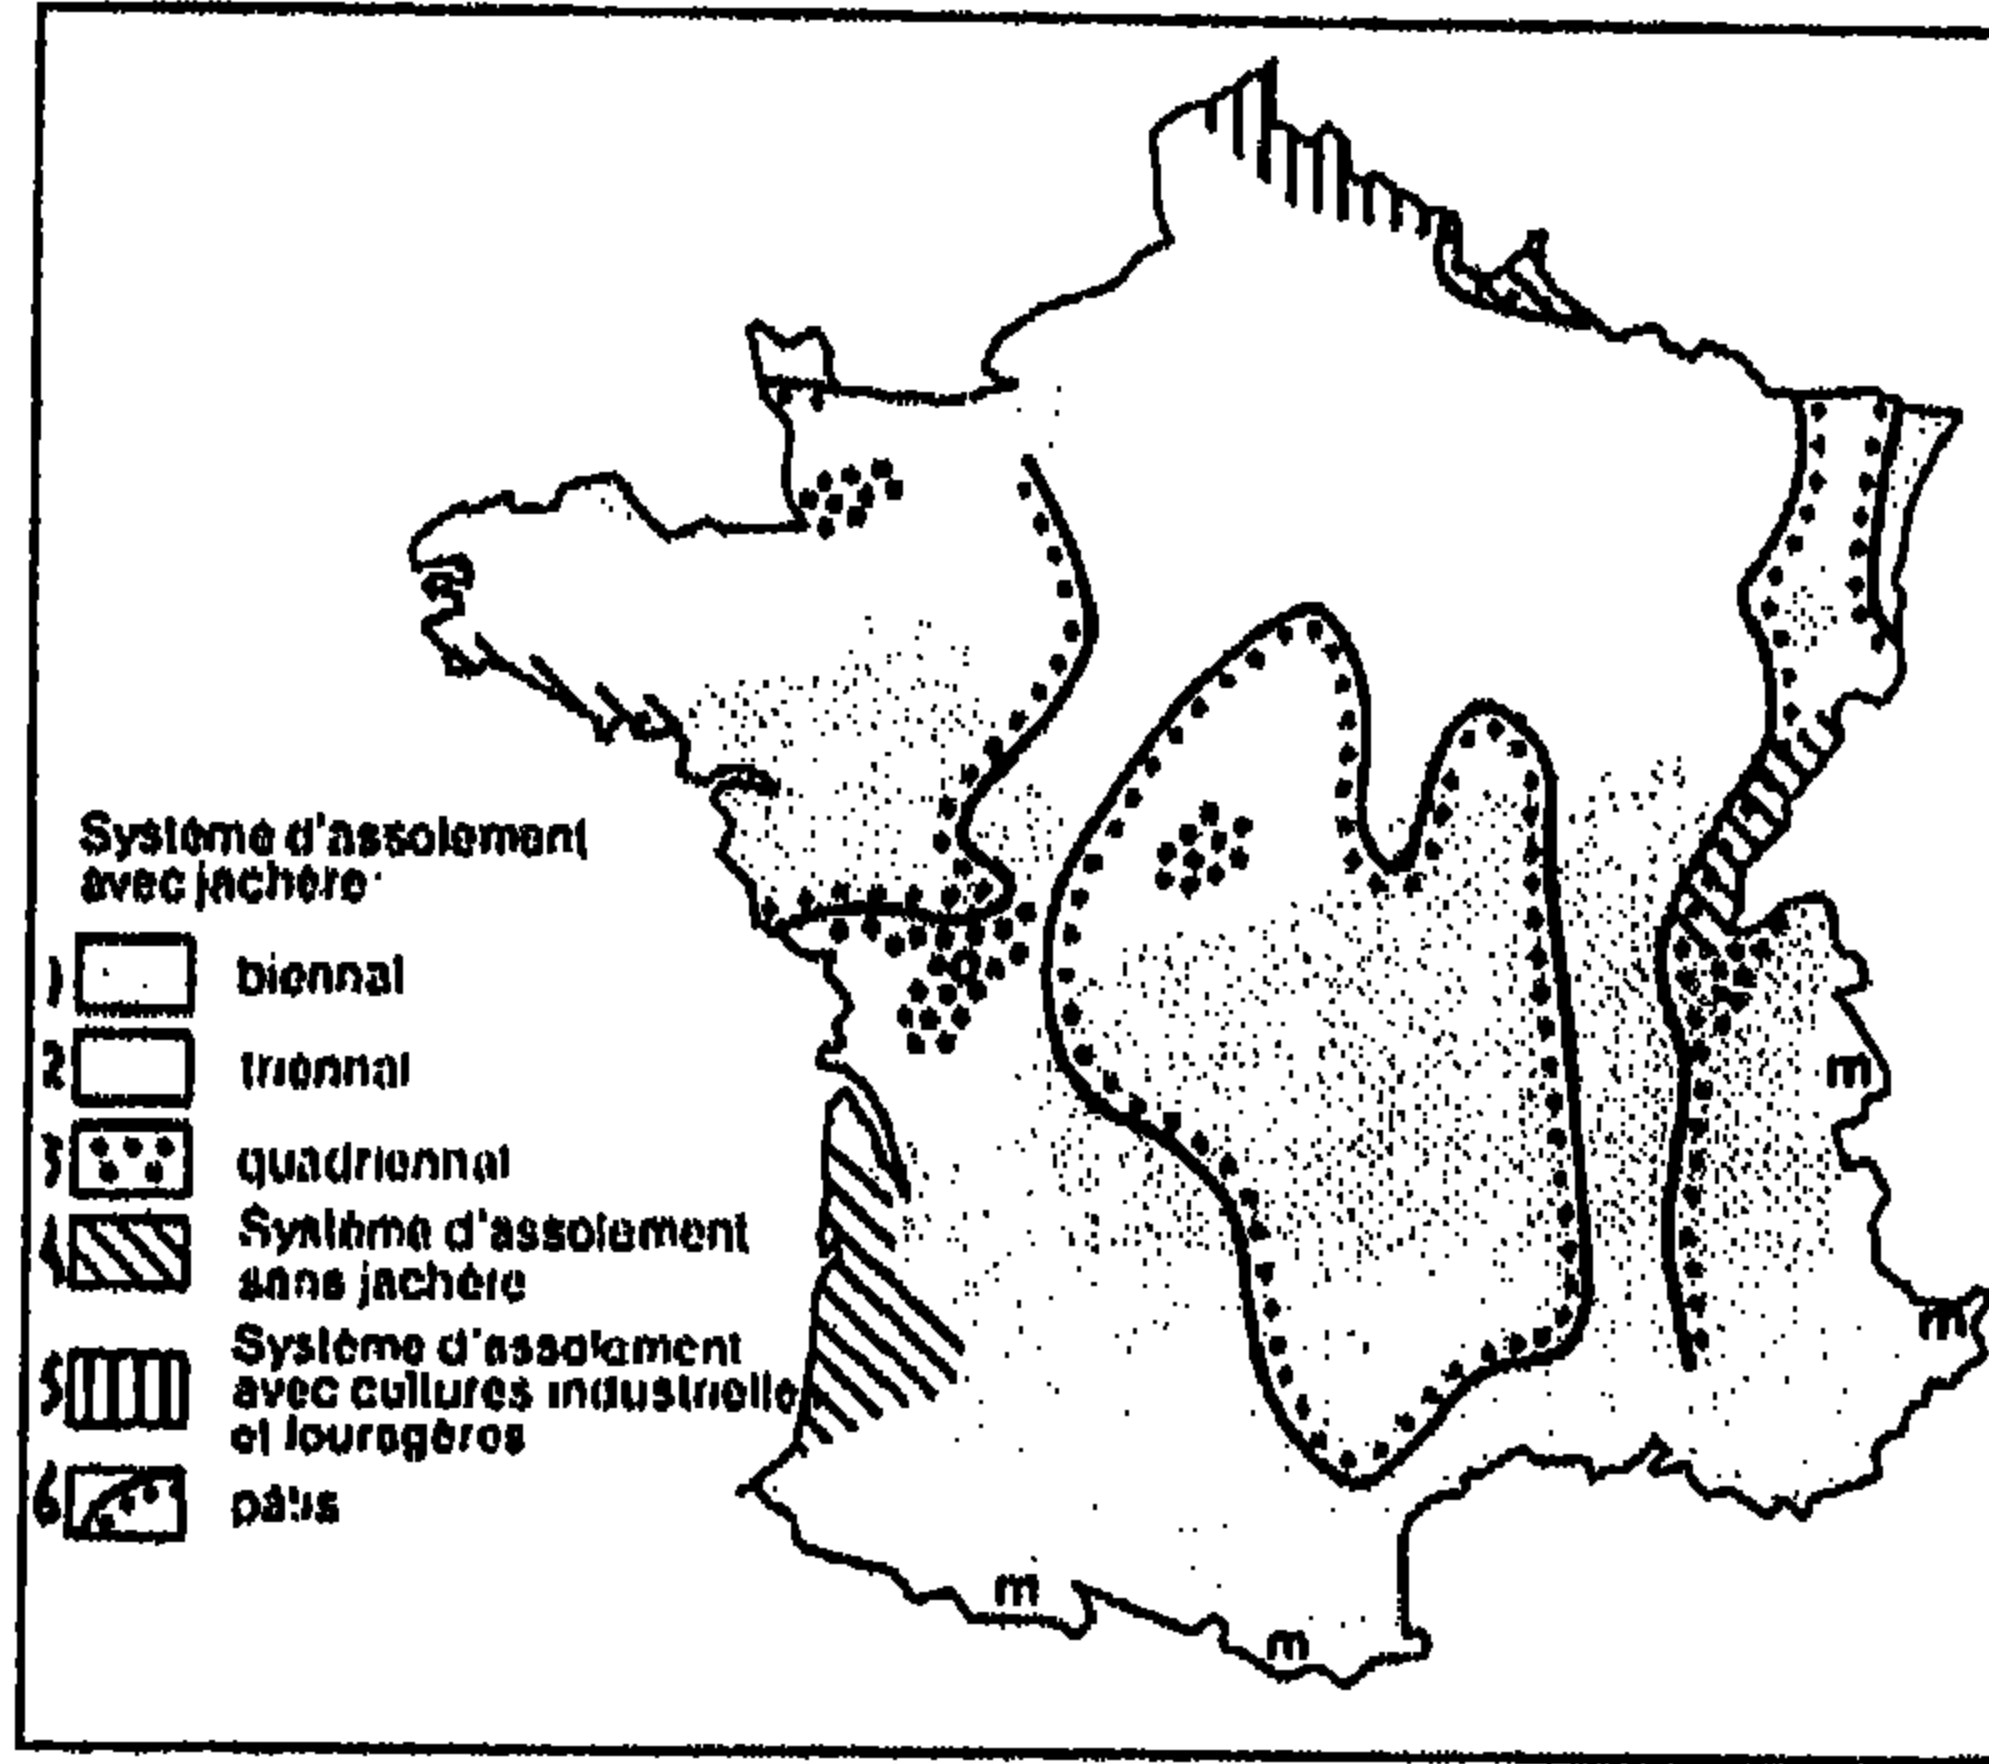 Système d'assolement
avec jachère
1 biennal
2 triennal
3 quadriennal
4 Système d'assolement
sans jachère
5 Système d'assolement
avec cultures industrielles
et fourragères
6 pâtis
m
m
m
m